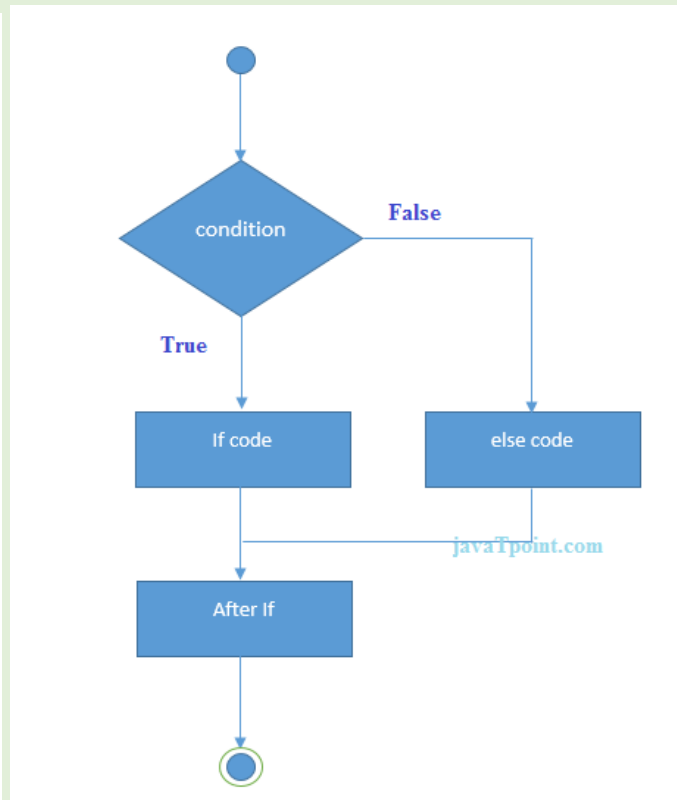 condition
False
True
If code
else code
javaTpoint.com
After If